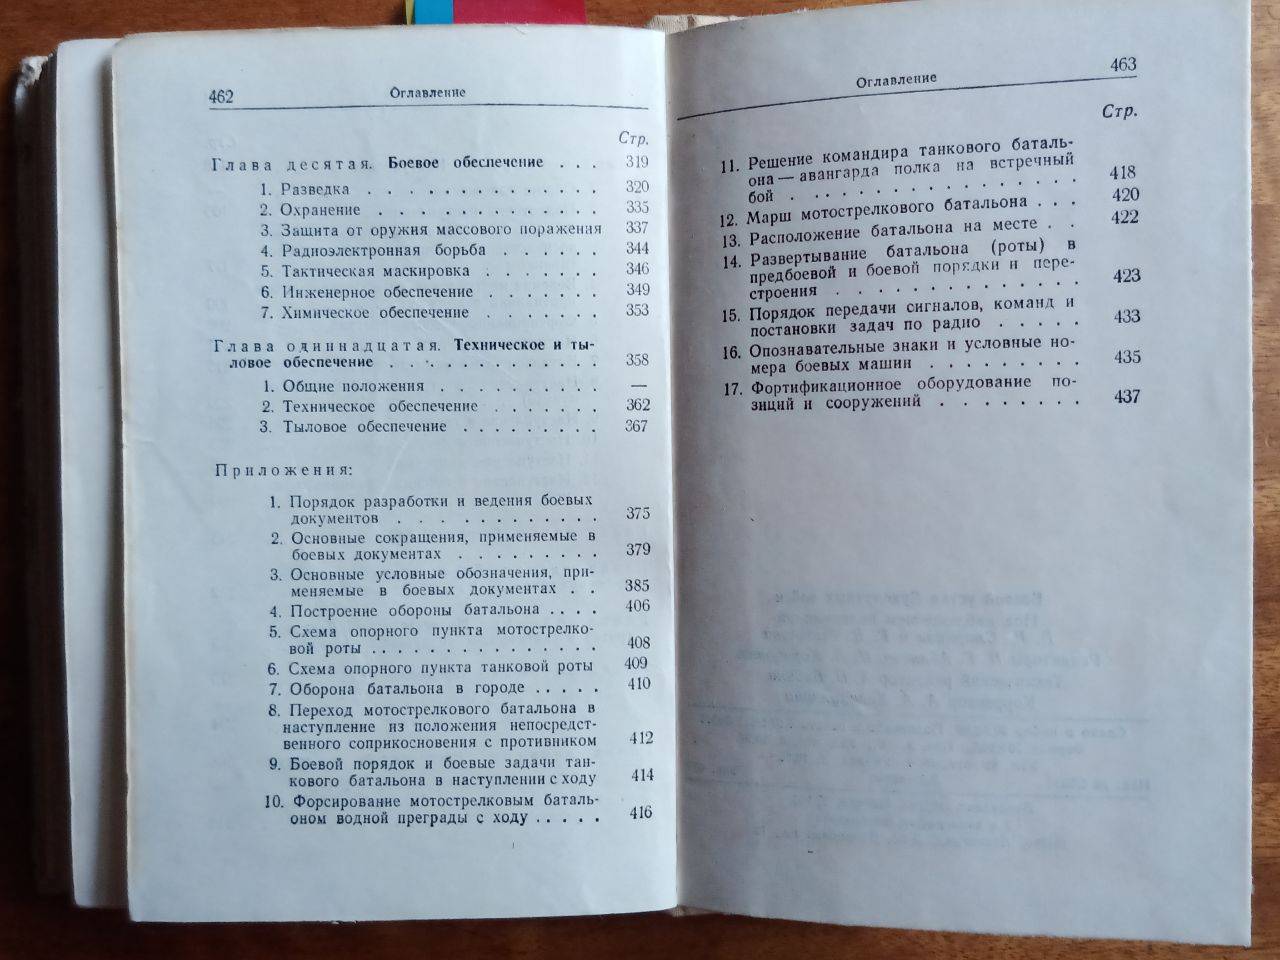 462
Оглавление
Стр.
Глава десятая. Боевое обеспечение . . . 319
1. Разведка . . . . . . . . . . . . . 320
2. Охранение . . . . . . . . . . . . 335
3. Защита от оружия массового поражения 337
4. Радиоэлектронная борьба . . . . . . 344
5. Тактическая маскировка . . . . . . . 346
6. Инженерное обеспечение . . . . . . . 349
7. Химическое обеспечение . . . . . . . 353
Глава одиннадцатая. Техническое и ты-
ловое обеспечение . . . . . . . . . . . . 358
1. Общие положения . . . . . . . . . . —
2. Техническое обеспечение . . . . . . . 362
3. Тыловое обеспечение . . . . . . . . . 367
Приложения:
1. Порядок разработки и ведения боевых
документов . . . . . . . . . . . . 375
2. Основные сокращения, применяемые в
боевых документах . . . . . . . . . 379
3. Основные условные обозначения, при-
меняемые в боевых документах . . 385
4. Построение обороны батальона . . . . 406
5. Схема опорного пункта мотострелко-
вой роты . . . . . . . . . . . . . . 408
6. Схема опорного пункта танковой роты 409
7. Оборона батальона в городе . . . . . 410
8. Переход мотострелкового батальона в
наступление из положения непосредст-
венного соприкосновения с противником 412
9. Боевой порядок и боевые задачи тан-
кового батальона в наступлении с ходу 414
10. Форсирование мотострелковым баталь-
оном водной преграды с ходу . . . . . 416
Оглавление
463
Стр.
11. Решение командира танкового баталь-
она — авангарда полка на встречный
бой . . . . . . . . . . . . . . . 418
12. Марш мотострелкового батальона . . . 420
13. Расположение батальона на месте . . 422
14. Развертывание батальона (роты) в
предбоевой и боевой порядки и пере-
строения . . . . . . . . . . . . . 423
15. Порядок передачи сигналов, команд и
постановки задач по радио . . . . . 433
16. Опознавательные знаки и условные но-
мера боевых машин . . . . . . . . . 435
17. Фортификационное оборудование по-
зиций и сооружений . . . . . . . . 437